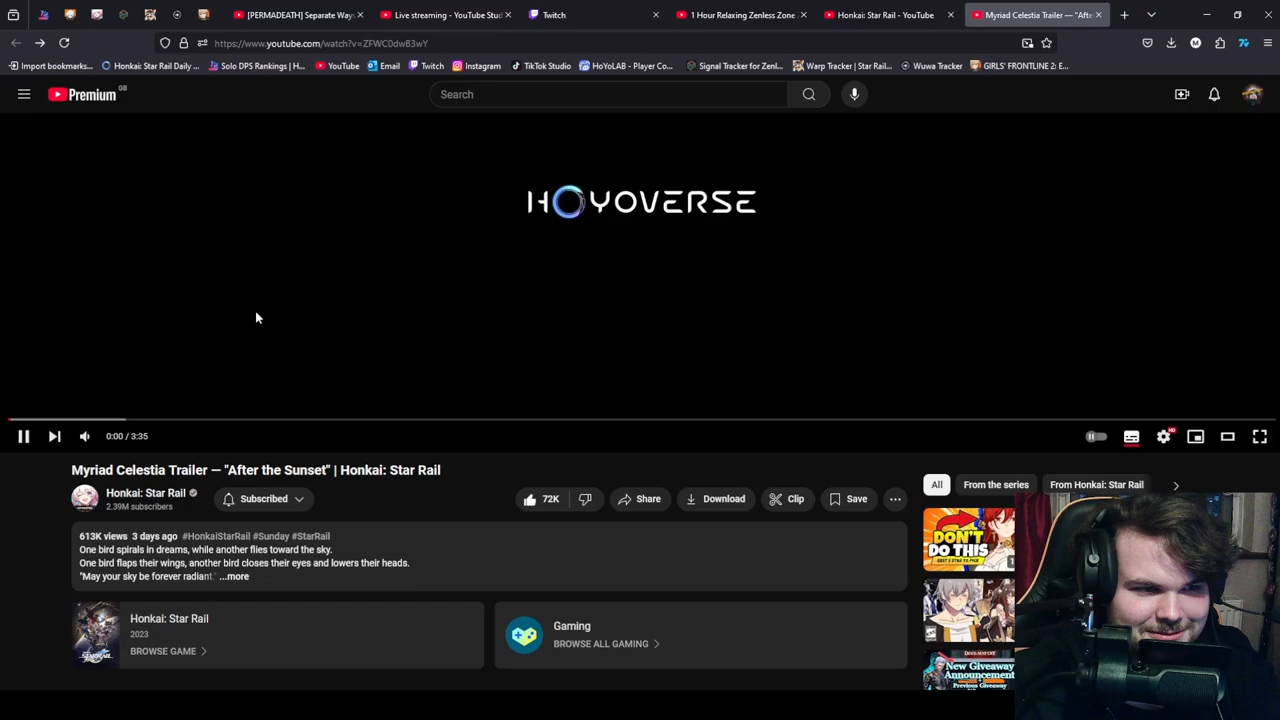 [PERMADEATH] Separate Way
Live streaming - YouTube Stud
Twitch
1 Hour Relaxing Zenless Zone
Honkai: Star Rail - YouTube
Myriad Celestia Trailer — "Afte
https://www.youtube.com/watch?v=ZFWC0dwB3wY
Import bookmarks...
Honkai: Star Rail Daily ...
Solo DPS Rankings | H...
YouTube
Email
Twitch
Instagram
TikTok Studio
HoYoLAB - Player Co...
Signal Tracker for Zenl...
Warp Tracker | Star Rail...
Wuwa Tracker
GIRLS' FRONTLINE 2: E...
Premium GB
Search
HOYOVERSE
0:00 / 3:35
HD
Myriad Celestia Trailer — "After the Sunset" | Honkai: Star Rail
Honkai: Star Rail
2.39M subscribers
Subscribed
72K
Share
Download
Clip
Save
All
From the series
From Honkai: Star Rail
613K views 3 days ago #HonkaiStarRail #Sunday #StarRail
One bird spirals in dreams, while another flies toward the sky.
One bird flaps their wings, another bird closes their eyes and lowers their heads.
"May your sky be forever radiant." ...more
Honkai: Star Rail
2023
BROWSE GAME
Gaming
BROWSE ALL GAMING
DON'T
DO THIS
New Giveaway
Announcement